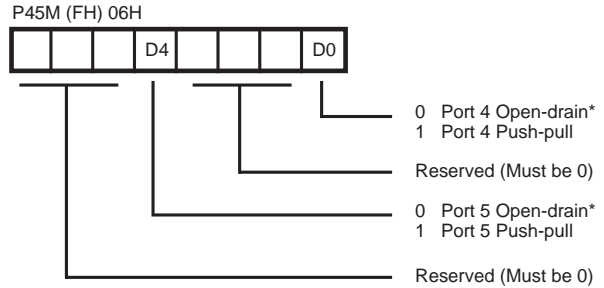 P45M (FH) 06H
D4 D0
0 Port 4 Open-drain*
1 Port 4 Push-pull
Reserved (Must be 0)
0 Port 5 Open-drain*
1 Port 5 Push-pull
Reserved (Must be 0)